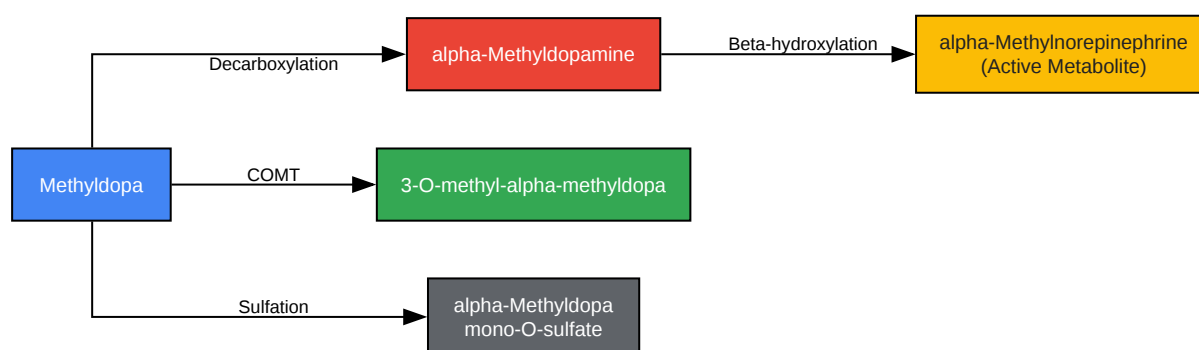 alpha-Methyldopamine
Beta-hydroxylation
alpha-Methylnorepinephrine
(Active Metabolite)
Decarboxylation
Methyldopa
COMT
3-O-methyl-alpha-methyldopa
Sulfation
alpha-Methyldopa
mono-O-sulfate